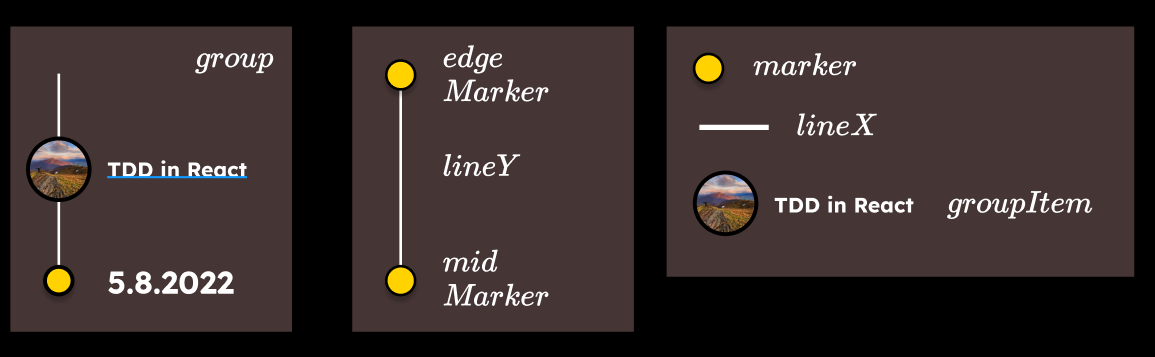 group
TDD in React
5.8.2022
edge
Marker
lineY
mid
Marker
marker
lineX
TDD in React groupItem